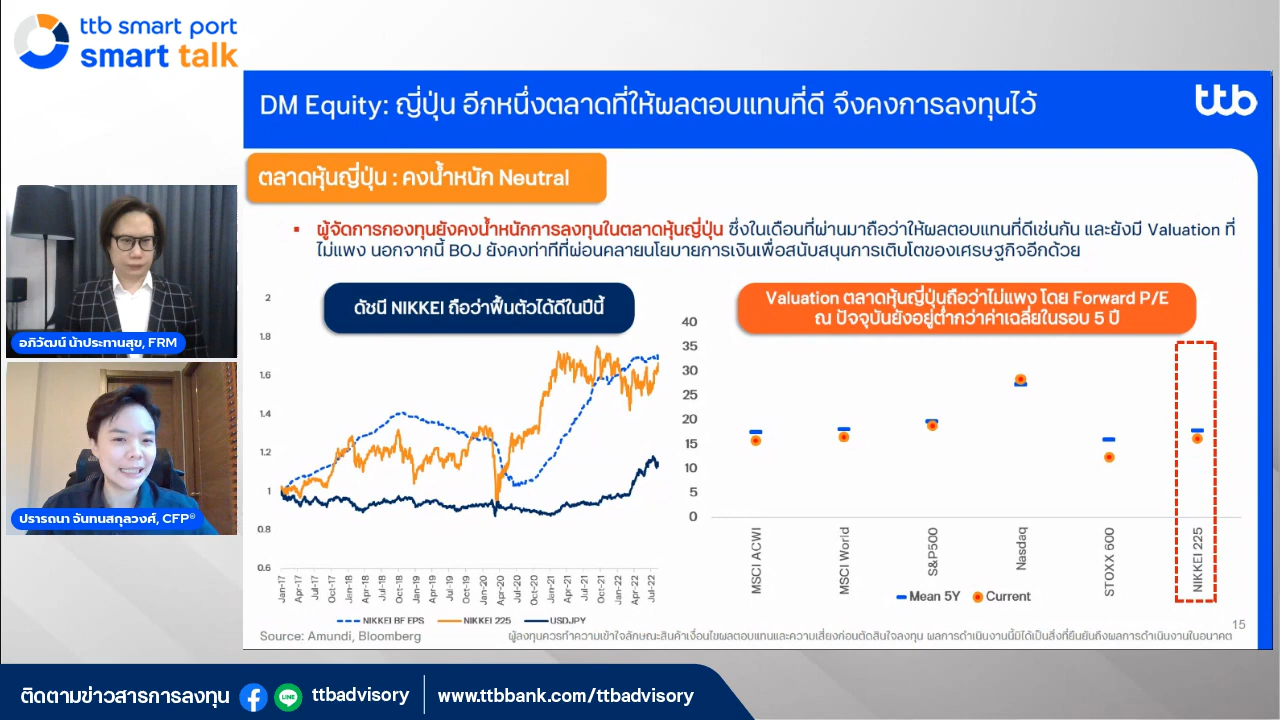 ttb smart port
smart talk
DM Equity: ญี่ปุ่น อีกหนึ่งตลาดที่ให้ผลตอบแทนที่ดี จึงคงการลงทุนไว้
ttb
ตลาดหุ้นญี่ปุ่น : คงน้ำหนัก Neutral
▪ ผู้จัดการกองทุนยังคงน้ำหนักการลงทุนในตลาดหุ้นญี่ปุ่น ซึ่งในเดือนที่ผ่านมาถือว่าให้ผลตอบแทนที่ดีเช่นกัน และยังมี Valuation ที่
ไม่แพง นอกจากนี้ BOJ ยังคงท่าทีที่ผ่อนคลายนโยบายการเงินเพื่อสนับสนุนการเติบโตของเศรษฐกิจอีกด้วย
อภิวัฒน์ น้าประทานสุข, FRM
ปรารถนา จันทนสกุลวงศ์, CFP®
ดัชนี NIKKEI ถือว่าฟื้นตัวได้ดีในปีนี้
2
1.8
1.6
1.4
1.2
1
0.8
0.6
Jan-17
Apr-17
Jul-17
Oct-17
Jan-18
Apr-18
Jul-18
Oct-18
Jan-19
Apr-19
Jul-19
Oct-19
Jan-20
Apr-20
Jul-20
Oct-20
Jan-21
Apr-21
Jul-21
Oct-21
Jan-22
Apr-22
Jul-22
NIKKEI BF EPS NIKKEI 225 USDJPY
Valuation ตลาดหุ้นญี่ปุ่นถือว่าไม่แพง โดย Forward P/E
ณ ปัจจุบันยังอยู่ต่ำกว่าค่าเฉลี่ยในรอบ 5 ปี
40
35
30
25
20
15
10
5
0
MSCI ACWI
MSCI World
S&P500
Nasdaq
STOXX 600
NIKKEI 225
Mean 5Y Current
Source: Amundi, Bloomberg
ผู้ลงทุนควรทำความเข้าใจลักษณะสินค้าเงื่อนไขผลตอบแทนและความเสี่ยงก่อนตัดสินใจลงทุน ผลการดำเนินงานนี้มิได้เป็นสิ่งที่ยืนยันถึงผลการดำเนินงานในอนาคต
15
ติดตามข่าวสารการลงทุน ttbadvisory www.ttbbank.com/ttbadvisory